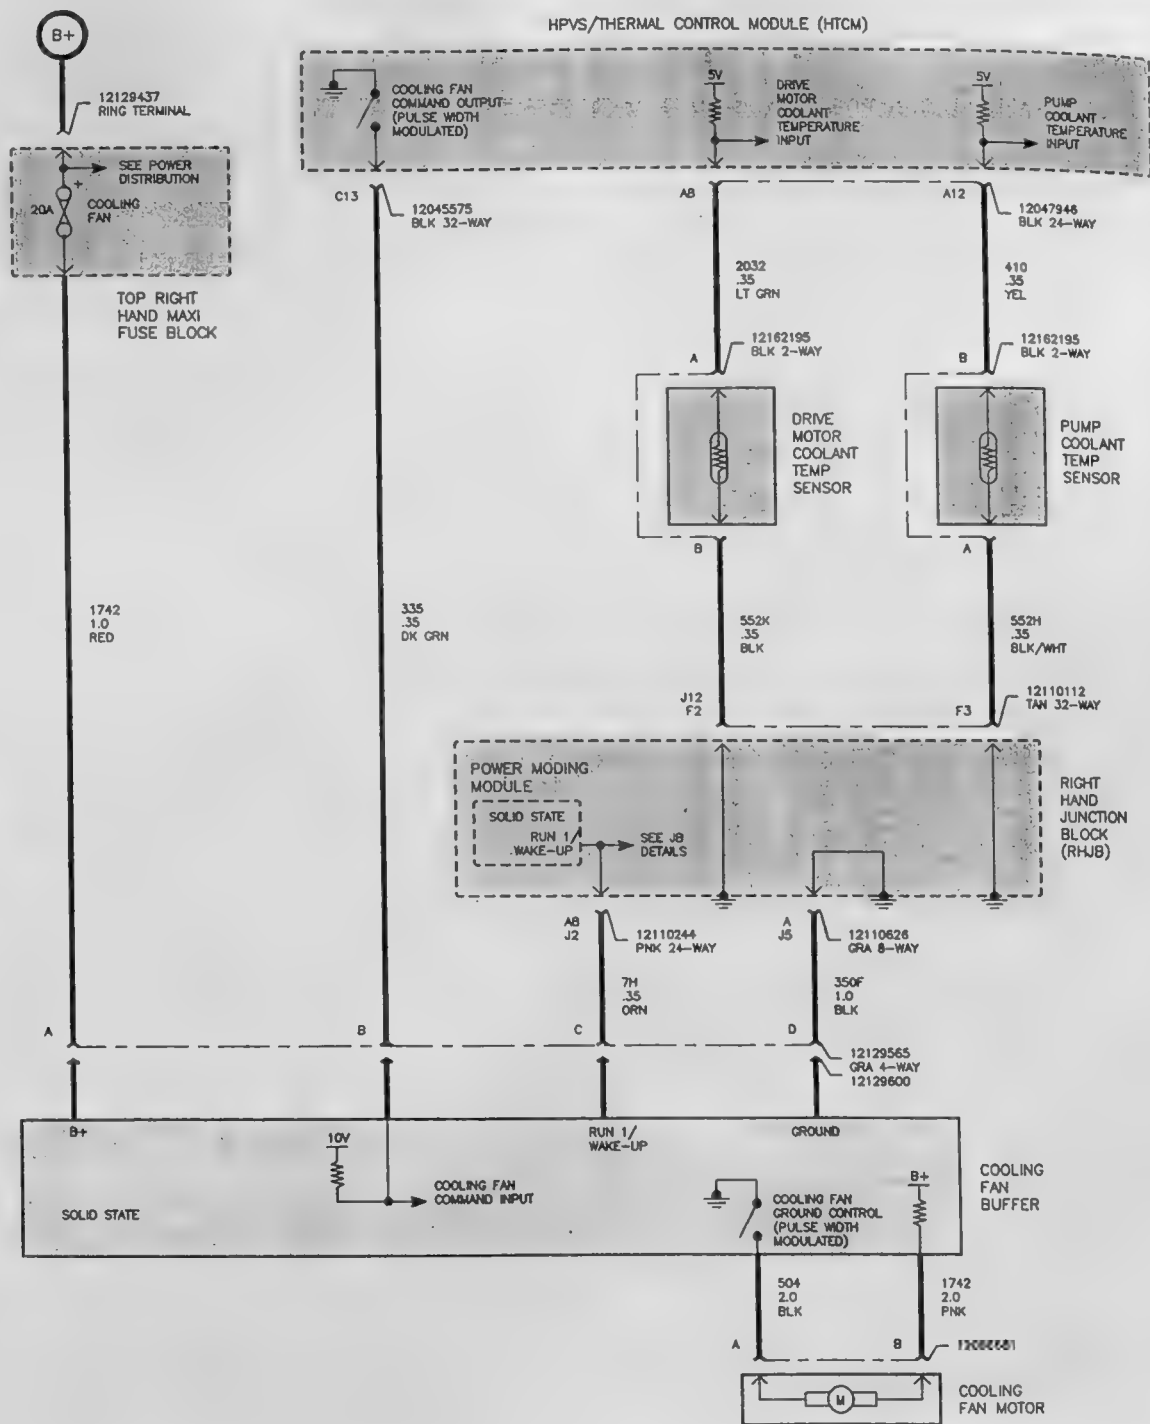 HPVS/THERMAL CONTROL MODULE (HTCM)
B+
12129437
RING TERMINAL
SEE POWER
DISTRIBUTION
+
20A
COOLING
FAN
TOP RIGHT
HAND MAXI
FUSE BLOCK
COOLING FAN
COMMAND OUTPUT
(PULSE WIDTH
MODULATED)
5V
DRIVE
MOTOR
COOLANT
TEMPERATURE
INPUT
5V
PUMP
COOLANT
TEMPERATURE
INPUT
C13
12045575
BLK 32-WAY
A8
A12
12047946
BLK 24-WAY
2032
.35
LT GRN
410
.35
YEL
A
12162195
BLK 2-WAY
B
12162195
BLK 2-WAY
DRIVE
MOTOR
COOLANT
TEMP
SENSOR
PUMP
COOLANT
TEMP
SENSOR
B
A
1742
1.0
RED
335
.35
DK GRN
552K
.35
BLK
552H
.35
BLK/WHT
J12
F2
F3
12110112
TAN 32-WAY
POWER MODING
MODULE
SOLID STATE
RUN 1/
WAKE-UP
SEE JB
DETAILS
RIGHT
HAND
JUNCTION
BLOCK
(RHJB)
A8
J2
12110244
PNK 24-WAY
A
J5
12110626
GRA 8-WAY
7H
.35
ORN
350F
1.0
BLK
A
B
C
D
12129565
GRA 4-WAY
12129600
B+
10V
COOLING FAN
COMMAND INPUT
RUN 1/
WAKE-UP
GROUND
SOLID STATE
COOLING FAN
GROUND CONTROL
(PULSE WIDTH
MODULATED)
B+
COOLING
FAN
BUFFER
504
2.0
BLK
1742
2.0
PNK
A
B
M
COOLING
FAN MOTOR